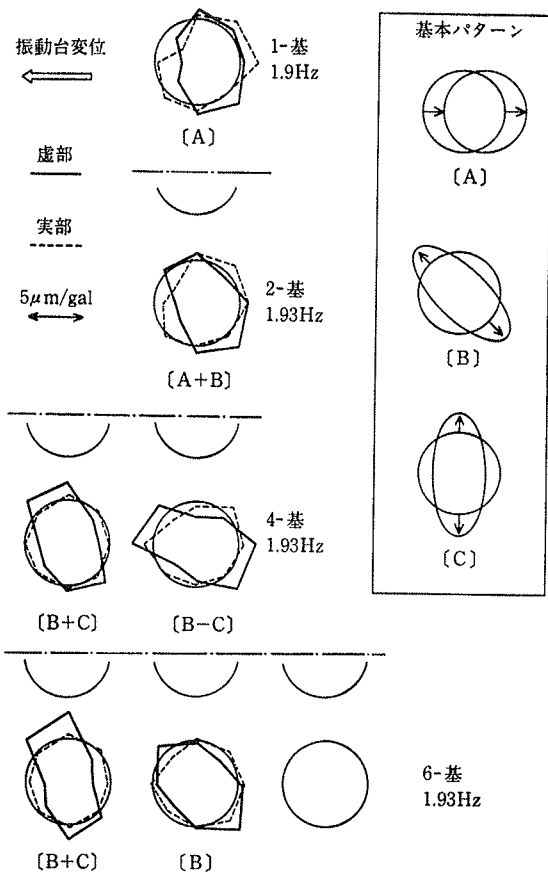 振動台変位
虚部
実部
5μm/gal
1-基
1.9Hz
〔A〕
2-基
1.93Hz
〔A+B〕
4-基
1.93Hz
〔B+C〕
〔B-C〕
6-基
1.93Hz
〔B+C〕
〔B〕
基本パターン
〔A〕
〔B〕
〔C〕